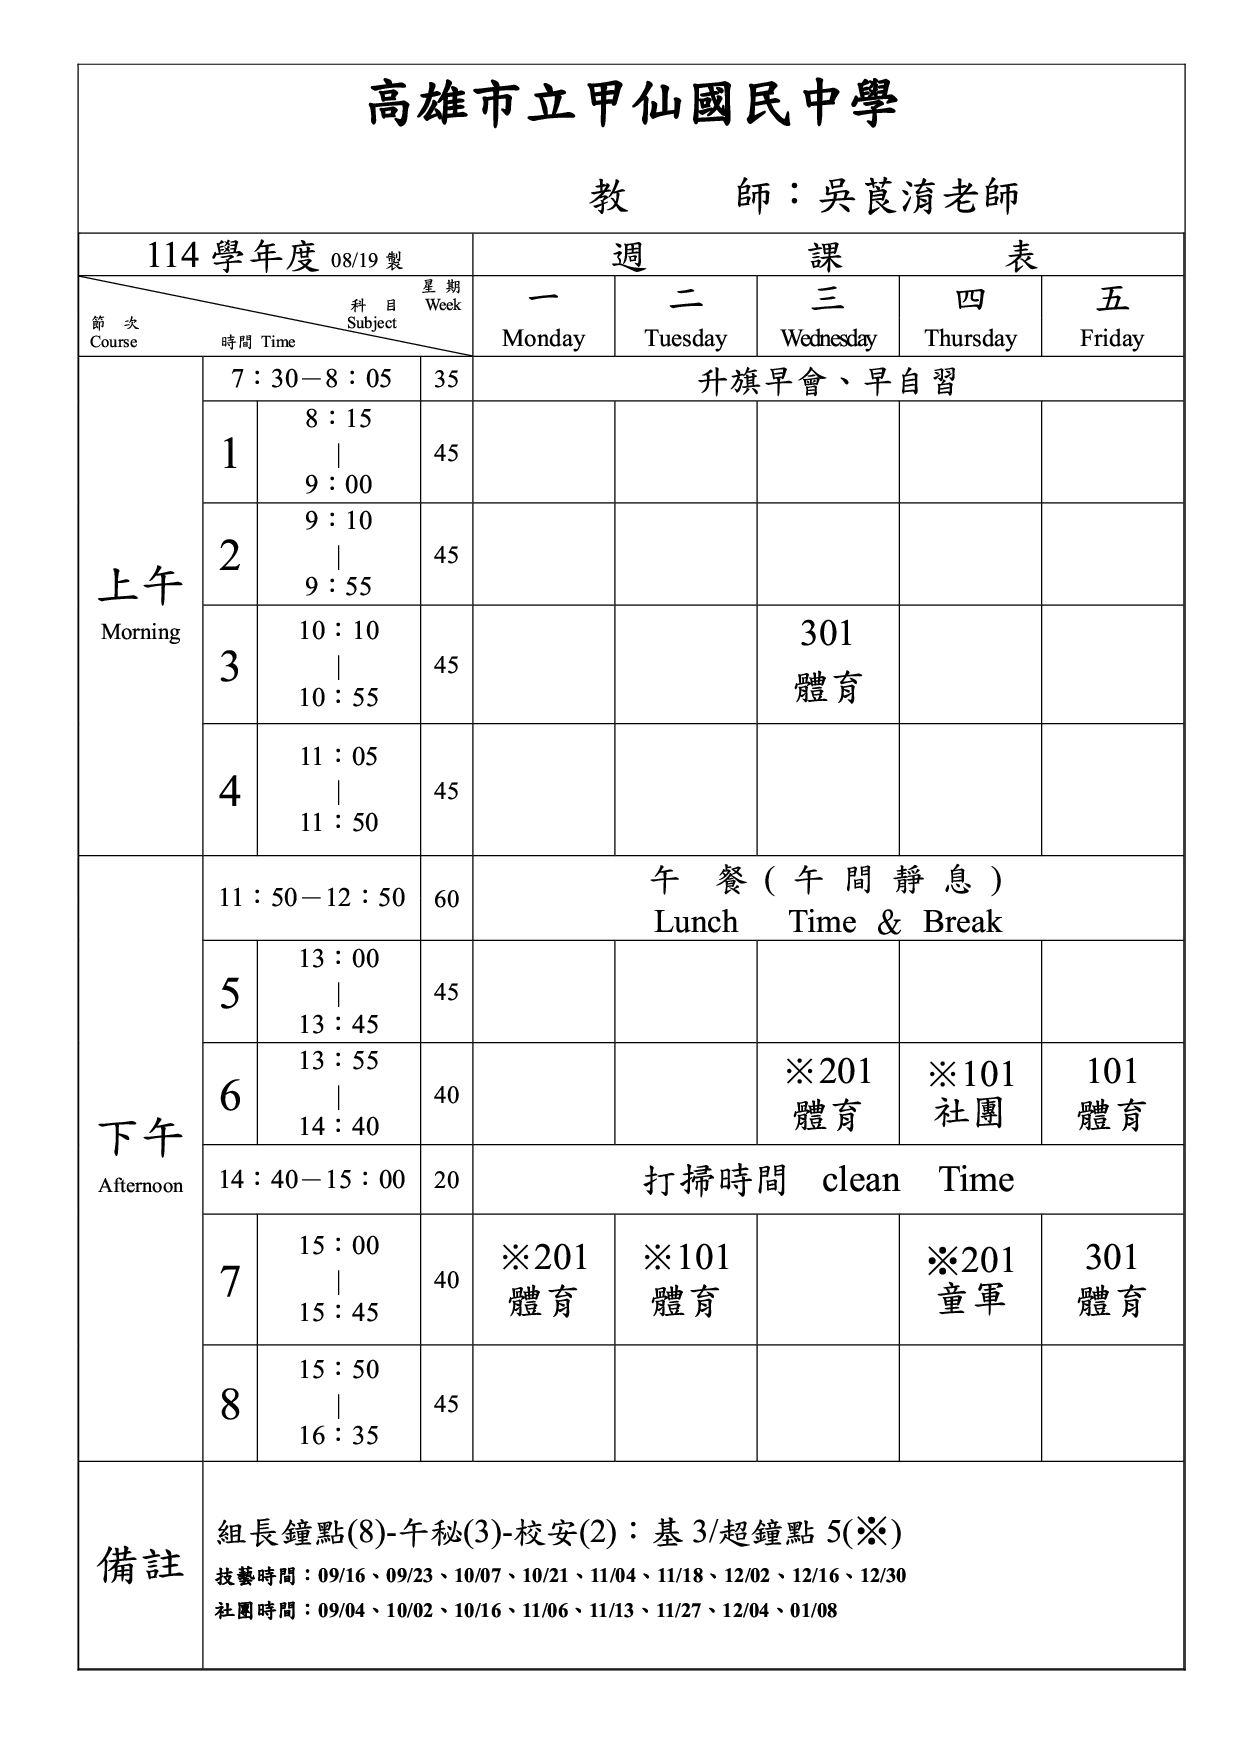 高雄市立甲仙國民中學
教　　師：吳莨淯老師
114 學年度 08/19 製　週　課　表
星 期
Week
科 目
Subject
節 次
Course
時間 Time
一　二　三　四　五
Monday　Tuesday　Wednesday　Thursday　Friday
上午
Morning
7：30－8：05　35　升旗早會、早自習
1　8：15｜9：00　45
2　9：10｜9：55　45
3　10：10｜10：55　45　301 體育
4　11：05｜11：50　45
下午
Afternoon
11：50－12：50　60　午 餐(午間靜息)
Lunch Time & Break
5　13：00｜13：45　45
6　13：55｜14：40　40　※201 體育　※101 社團　101 體育
14：40－15：00　20　打掃時間 clean Time
7　15：00｜15：45　40　※201 體育　※101 體育　※201 童軍　301 體育
8　15：50｜16：35　45
備註
組長鐘點(8)-午秘(3)-校安(2)：基 3/超鐘點 5(※)
技藝時間：09/16、09/23、10/07、10/21、11/04、11/18、12/02、12/16、12/30
社團時間：09/04、10/02、10/16、11/06、11/13、11/27、12/04、01/08